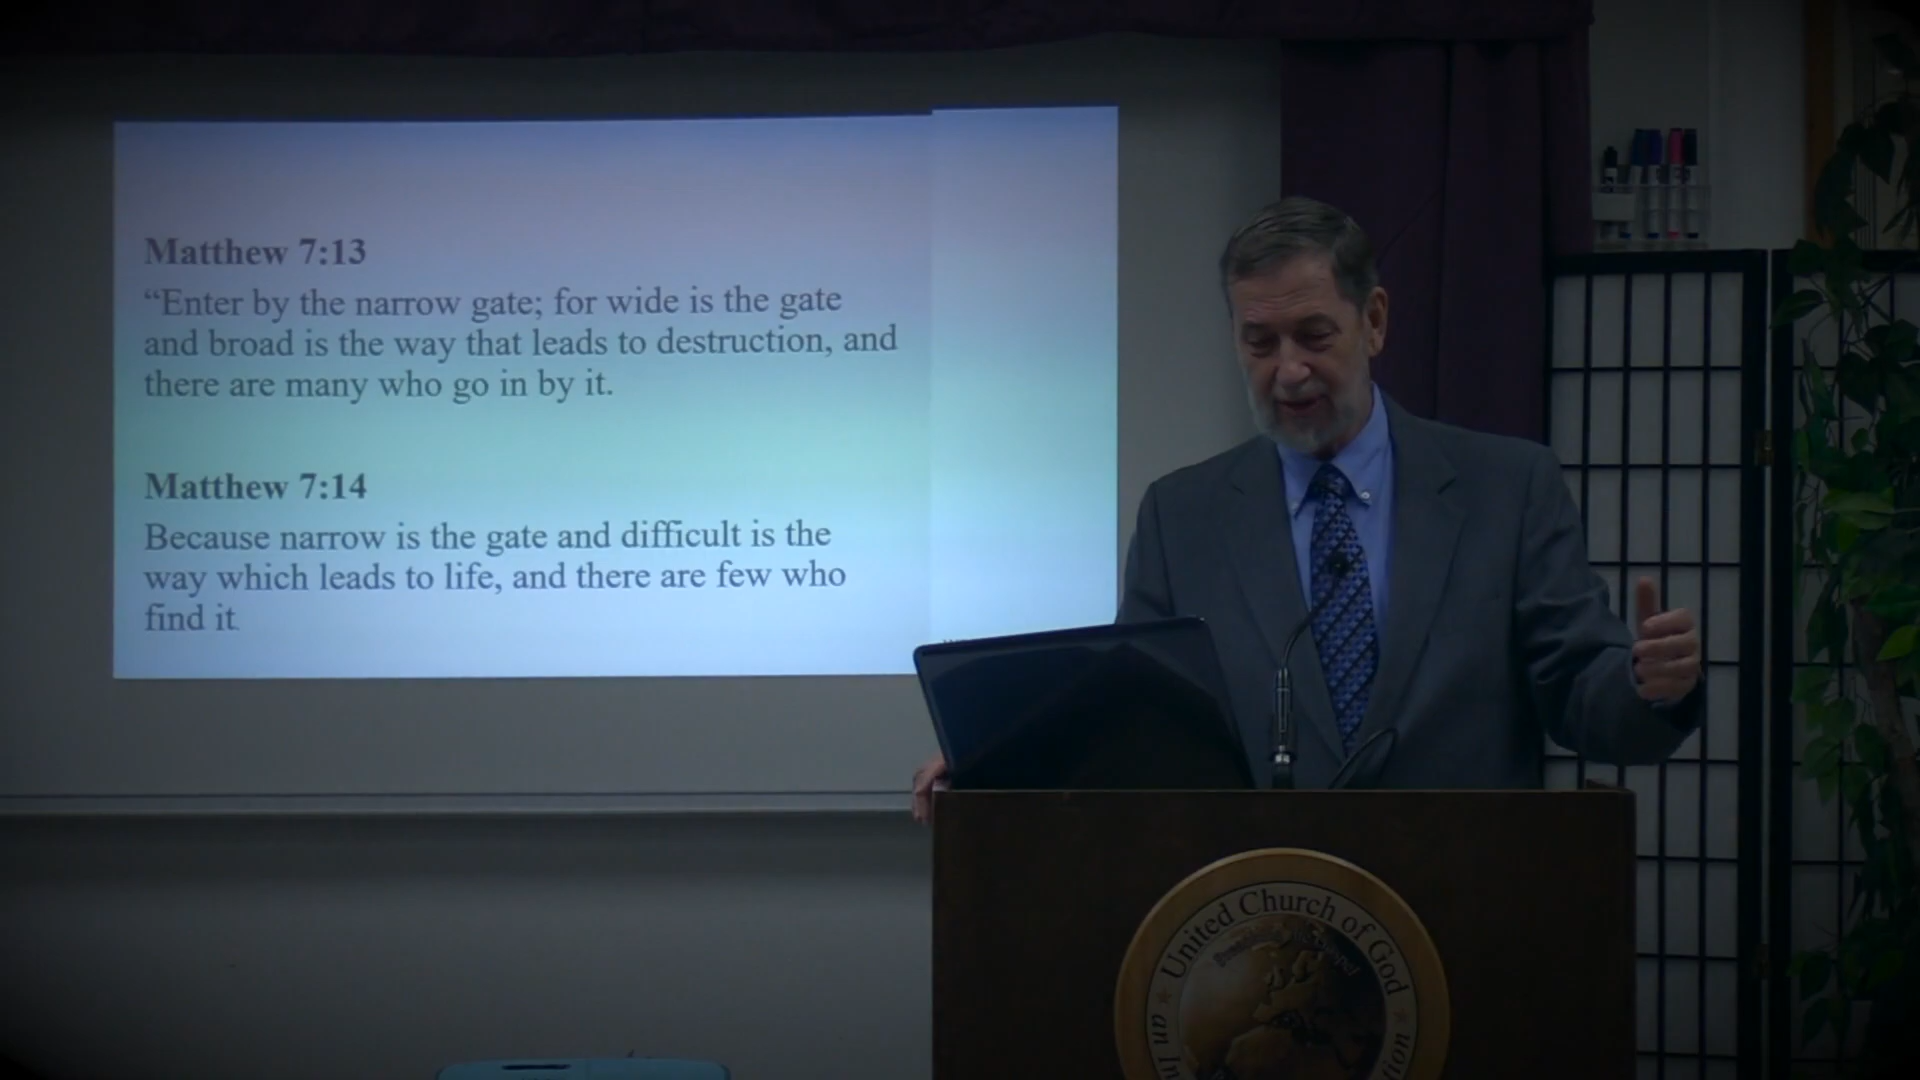 Matthew 7:13
“Enter by the narrow gate; for wide is the gate
and broad is the way that leads to destruction, and
there are many who go in by it.
Matthew 7:14
Because narrow is the gate and difficult is the
way which leads to life, and there are few who
find it.
United Church of God
an